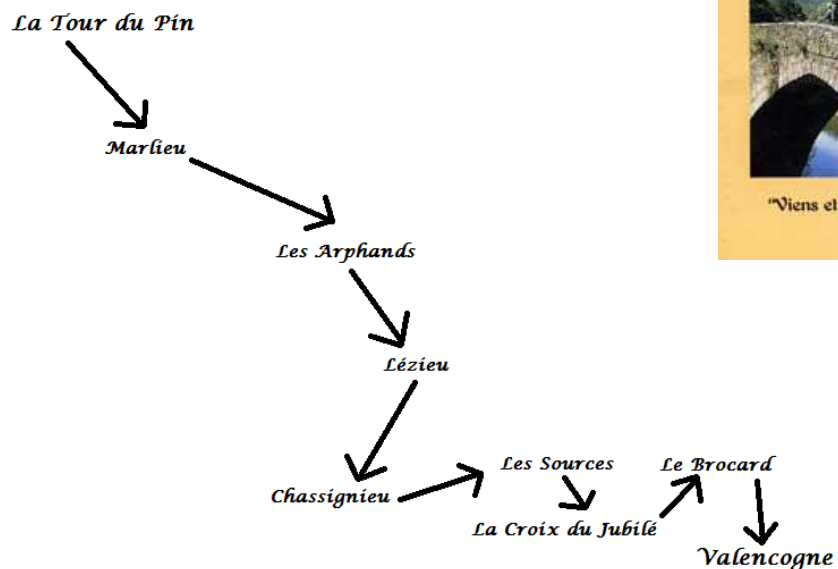 La Tour du Pin
Marlieu
"Viens et
Les Arphands
Lézieu
Chassignieu
Les Sources
La Croix du Jubilé
Le Brocard
Valencogne